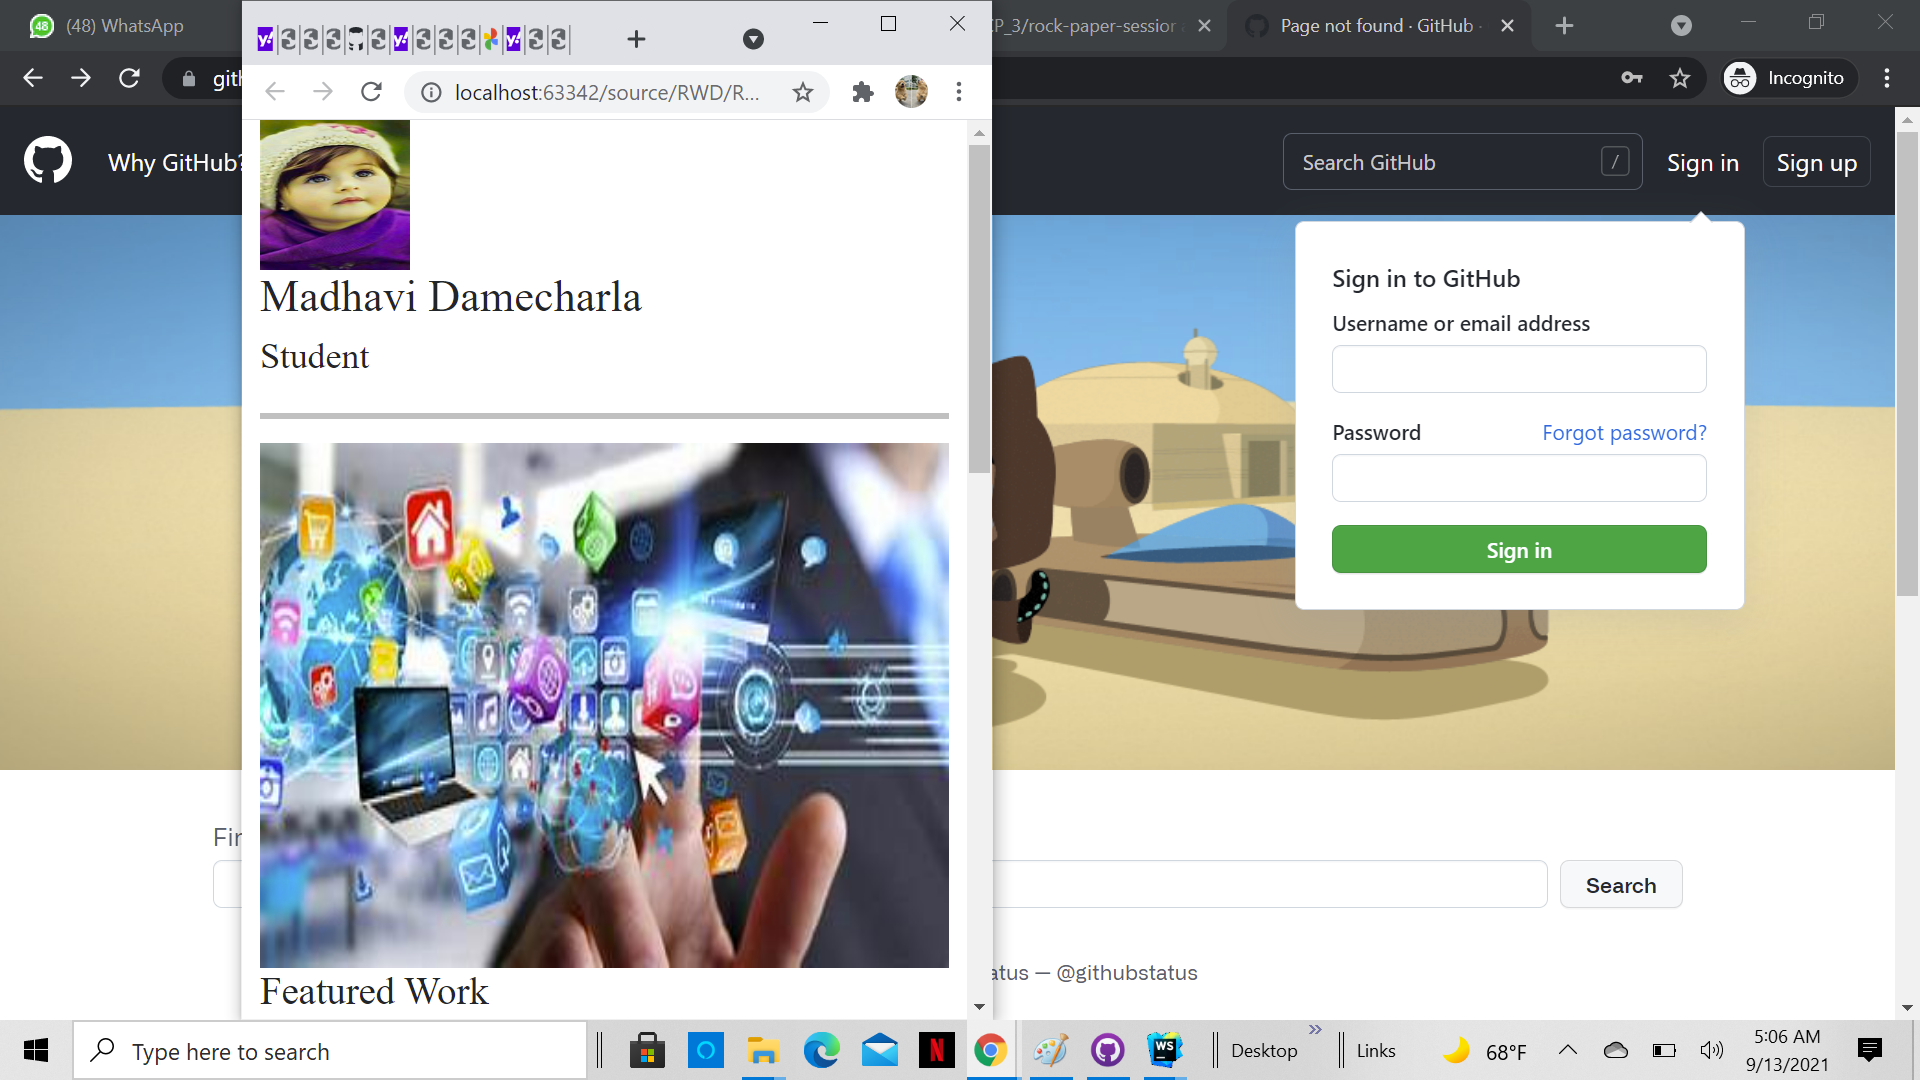 48
(48) WhatsApp
P_3/rock-paper-sessior
Page not found · GitHub
localhost:63342/source/RWD/R...
Incognito
Why GitHub?
Search GitHub
/
Sign in
Sign up
Madhavi Damecharla
Student
Sign in to GitHub
Username or email address
Password
Forgot password?
Sign in
Search
Featured Work
atus — @githubstatus
Type here to search
N
WS
Desktop
»
Links
68°F
5:06 AM
9/13/2021